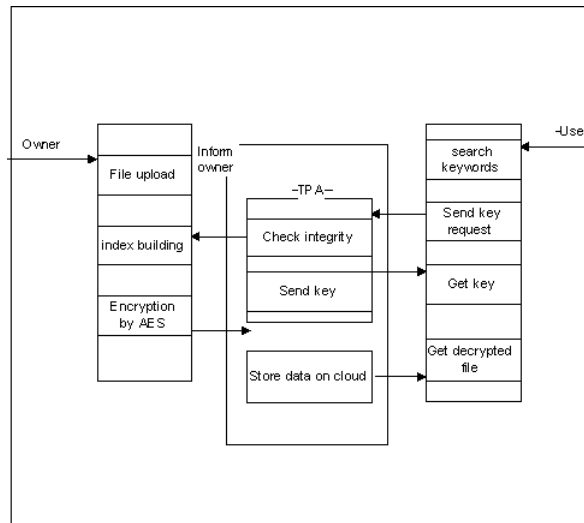 Owner
File upload
index building
Encryption
by AES
Inform
owner
-TPA-
Check integrity
Send key
Store data on cloud
-Use
search
keywords
Send key
request
Get key
Get decrypted
file